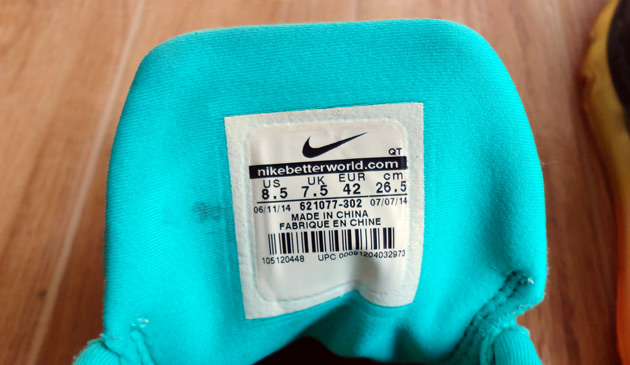 QT
nikebetterworld.com
US UK EUR cm
8.5 7.5 42 26.5
06/11/14 621077-302 07/07/14
MADE IN CHINA
FABRIQUE EN CHINE
105120448 UPC 00091204032973